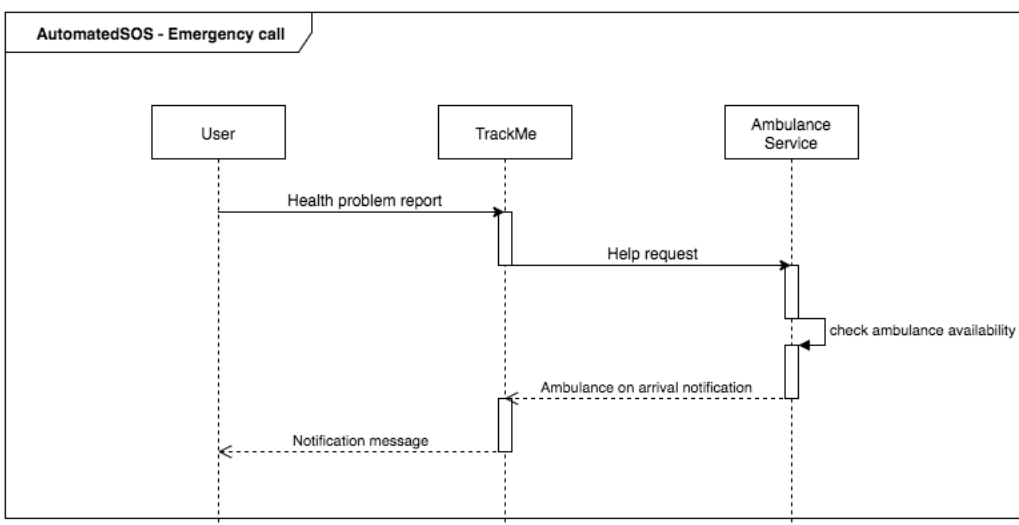 AutomatedSOS - Emergency call
User
TrackMe
Ambulance
Service
Health problem report
Help request
check ambulance availability
Ambulance on arrival notification
Notification message